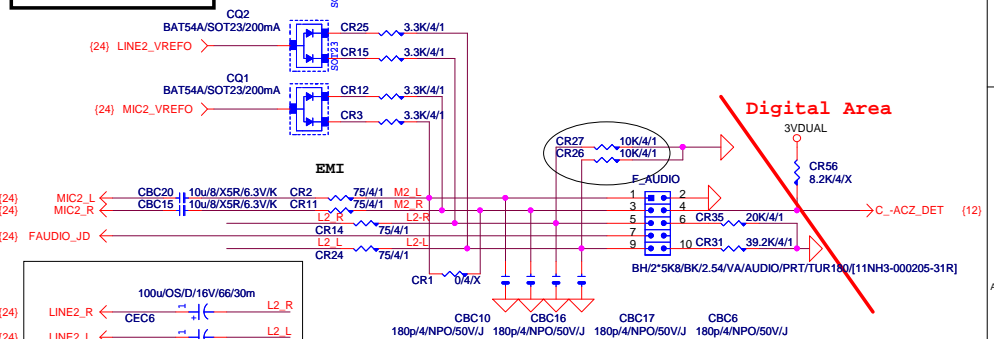 CQ2
BAT54A/SOT23/200mA
SOT23
{24} LINE2_VREFO
CR25 3.3K/4/1
CR15 3.3K/4/1
CQ1
BAT54A/SOT23/200mA
{24} MIC2_VREFO
CR12 3.3K/4/1
CR3 3.3K/4/1
Digital Area
3VDUAL
CR27 10K/4/1
CR26 10K/4/1
CR56
8.2K/4/X
EMI
F_AUDIO
{24} MIC2_L CBC20 10u/8/X5R/6.3V/K CR2 75/4/1 M2_L 1 2
{24} MIC2_R CBC15 10u/8/X5R/6.3V/K CR11 75/4/1 M2_R 3 4 C_-ACZ_DET {12}
L2_R L2-R 5 6 CR35 20K/4/1
{24} FAUDIO_JD CR14 75/4/1 7
L2_L L2-L 9 10 CR31 39.2K/4/1
CR24 75/4/1
BH/2*5K8/BK/2.54/VA/AUDIO/PRT/TUR180/[11NH3-000205-31R]
CR1 0/4/X
CBC10 CBC16 CBC17 CBC6
180p/4/NPO/50V/J 180p/4/NPO/50V/J 180p/4/NPO/50V/J 180p/4/NPO/50V/J
100u/OS/D/16V/66/30m
{24} LINE2_R CEC6 1 + L2_R
{24} LINE2_L 1 L2_L
A